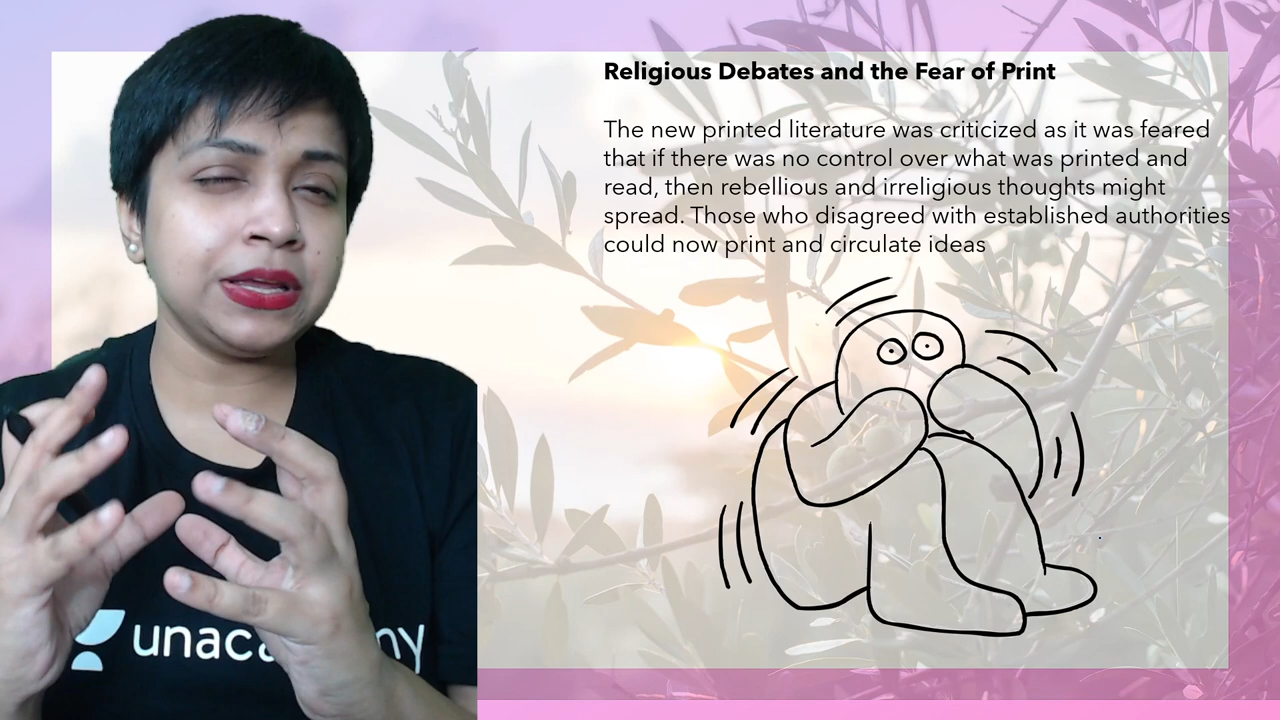 Religious Debates and the Fear of Print
The new printed literature was criticized as it was feared
that if there was no control over what was printed and
read, then rebellious and irreligious thoughts might
spread. Those who disagreed with established authorities
could now print and circulate ideas
unaca my